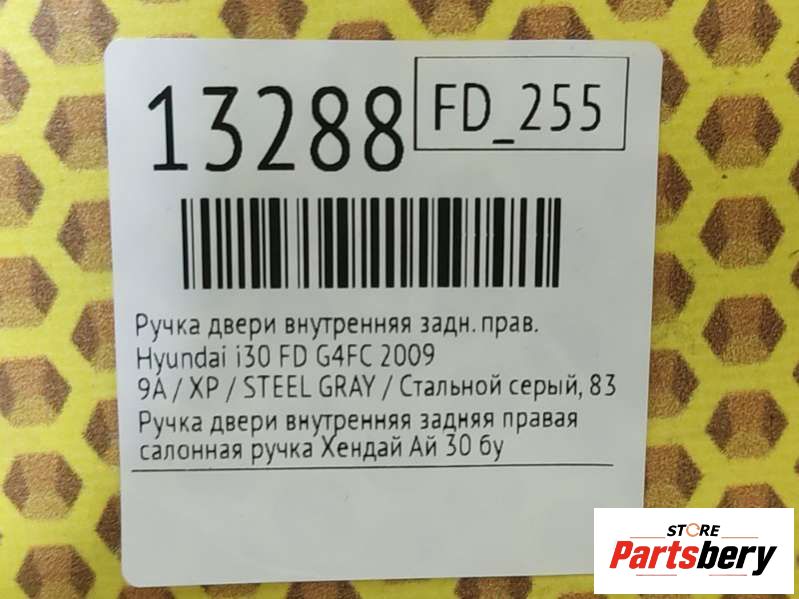 13288
FD_255
Ручка двери внутренняя задн. прав.
Hyundai i30 FD G4FC 2009
9A / XP / STEEL GRAY / Стальной серый, 83
Ручка двери внутренняя задняя правая
салонная ручка Хендай Ай 30 бу
STORE
Partsbery